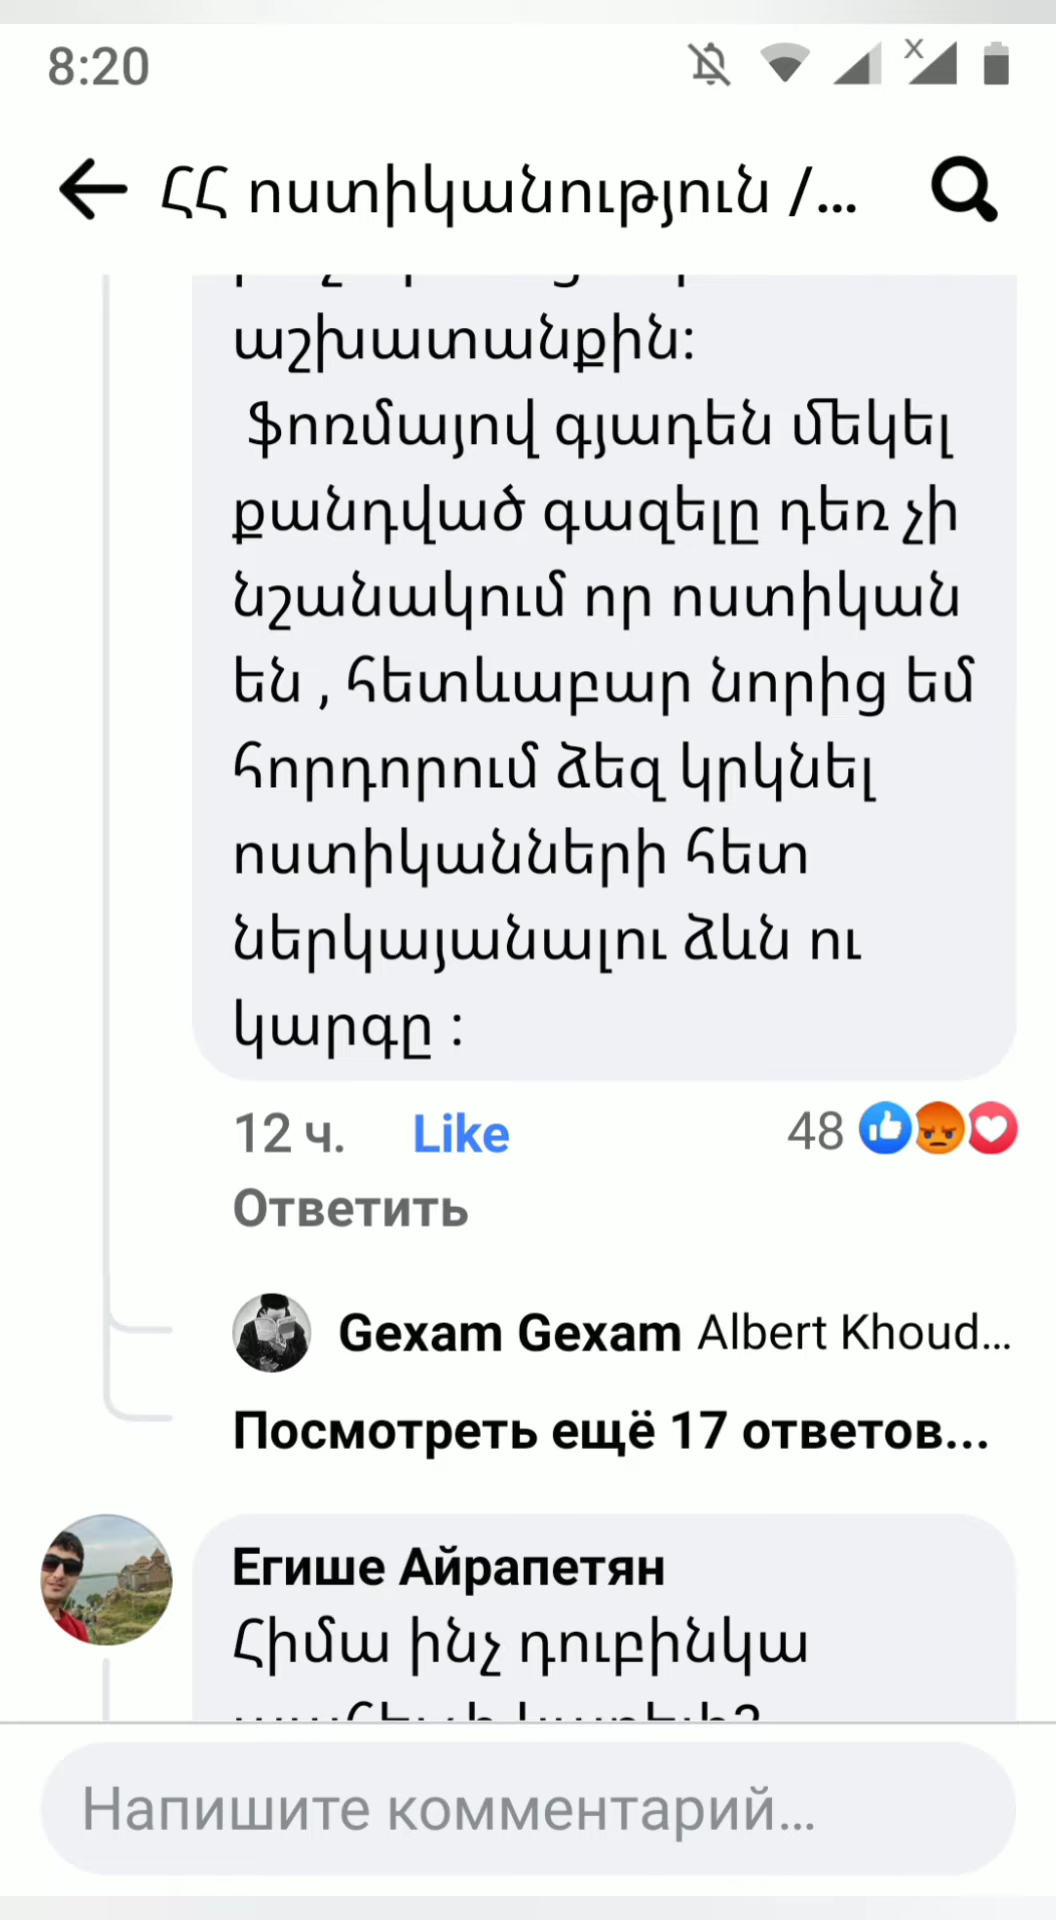 8:20
ՀՀ ոստիկանություն /...
աշխատանքին:
ֆոռմայով գյադեն մեկել
քանդված գազելը դեռ չի
նշանակում որ ոստիկան
են , հետևաբար նորից եմ
հորդորում ձեզ կրկնել
ոստիկանների հետ
ներկայանալու ձևն ու
կարգը :
12 ч. Like 48
Ответить
Gexam Gexam Albert Khoud...
Посмотреть ещё 17 ответов...
Егише Айрапетян
Հիմա ինչ դուբինկա
Напишите комментарий...